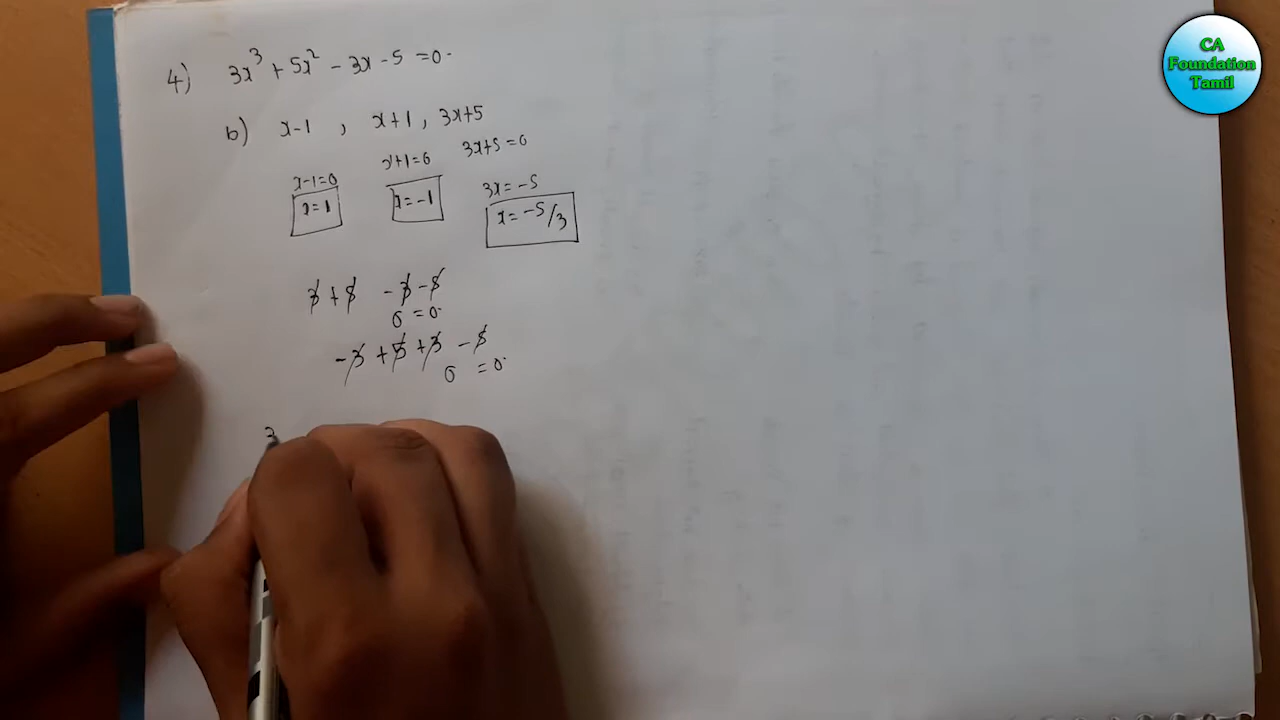 4) 3x³ + 5x² - 3x - 5 = 0.
b) x-1 , x+1 , 3x+5
x-1=0 x+1=0 3x+5=0
x=1 x=-1 3x=-5
x=-5/3
3 + 5 - 3 - 5
0 = 0.
-3 + 5 + 3 - 5
0 = 0.
3
CA
Foundation
Tamil